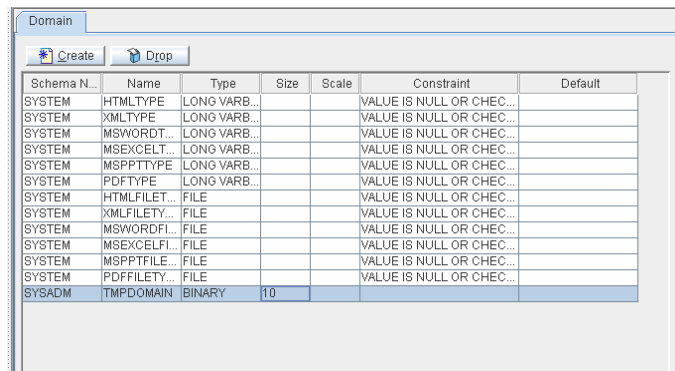 Domain
Create Drop
Schema N... Name Type Size Scale Constraint Default
SYSTEM HTMLTYPE LONG VARB... VALUE IS NULL OR CHEC...
SYSTEM XMLTYPE LONG VARB... VALUE IS NULL OR CHEC...
SYSTEM MSWORDT... LONG VARB... VALUE IS NULL OR CHEC...
SYSTEM MSEXCELT... LONG VARB... VALUE IS NULL OR CHEC...
SYSTEM MSPPTTYPE LONG VARB... VALUE IS NULL OR CHEC...
SYSTEM PDFTYPE LONG VARB... VALUE IS NULL OR CHEC...
SYSTEM HTMLFILET... FILE VALUE IS NULL OR CHEC...
SYSTEM XMLFILETY... FILE VALUE IS NULL OR CHEC...
SYSTEM MSWORDFI... FILE VALUE IS NULL OR CHEC...
SYSTEM MSEXCELFI... FILE VALUE IS NULL OR CHEC...
SYSTEM MSPPTFILE... FILE VALUE IS NULL OR CHEC...
SYSTEM PDFFILETY... FILE VALUE IS NULL OR CHEC...
SYSADM TMPDOMAIN BINARY 10